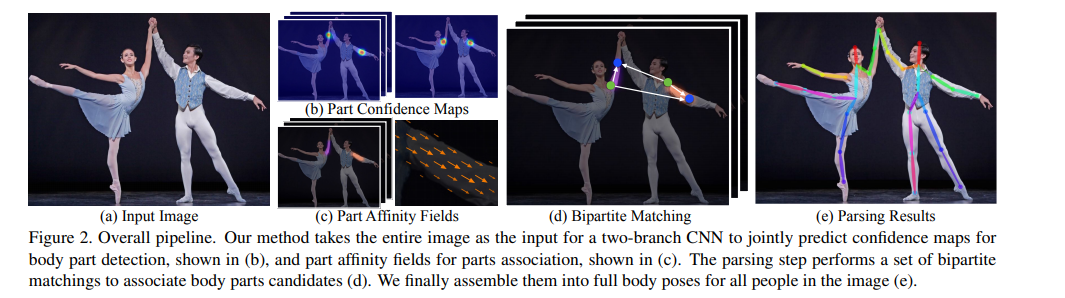 (b) Part Confidence Maps
(a) Input Image
(c) Part Affinity Fields
(d) Bipartite Matching
(e) Parsing Results
Figure 2. Overall pipeline. Our method takes the entire image as the input for a two-branch CNN to jointly predict confidence maps for
body part detection, shown in (b), and part affinity fields for parts association, shown in (c). The parsing step performs a set of bipartite
matchings to associate body parts candidates (d). We finally assemble them into full body poses for all people in the image (e).